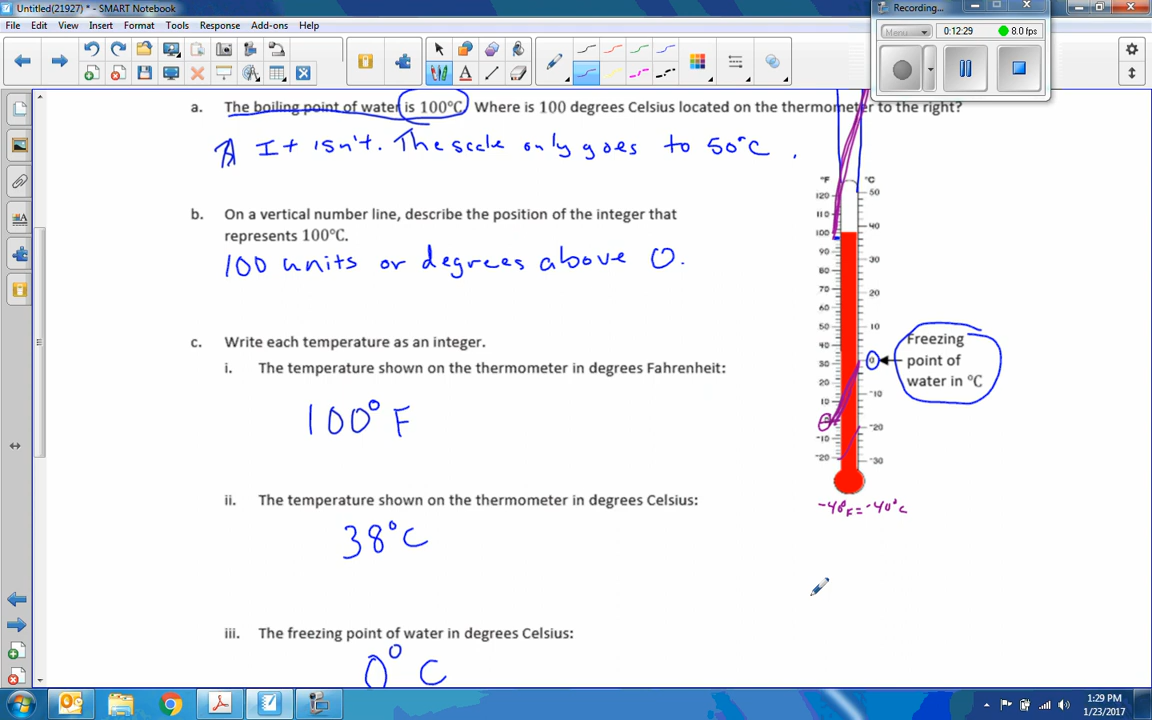 Untitled(21927) * - SMART Notebook
Recording...
File Edit View Insert Format Tools Response Add-ons Help
Menu 0:12:29 8.0 fps
a. The boiling point of water is 100°C. Where is 100 degrees Celsius located on the thermometer to the right?
It isn't. The scale only goes to 50°C.
b. On a vertical number line, describe the position of the integer that
represents 100°C.
100 units or degrees above 0.
c. Write each temperature as an integer.
i. The temperature shown on the thermometer in degrees Fahrenheit:
100° F
ii. The temperature shown on the thermometer in degrees Celsius:
38°C
iii. The freezing point of water in degrees Celsius:
0° C
°F °C
120 50
110
100 40
90
80 30
70
60 20
50 10
40
30 0
20
10 -10
0
-10 -20
-20 -30
Freezing
point of
water in °C
-40°F = -40°C
1:29 PM
1/23/2017